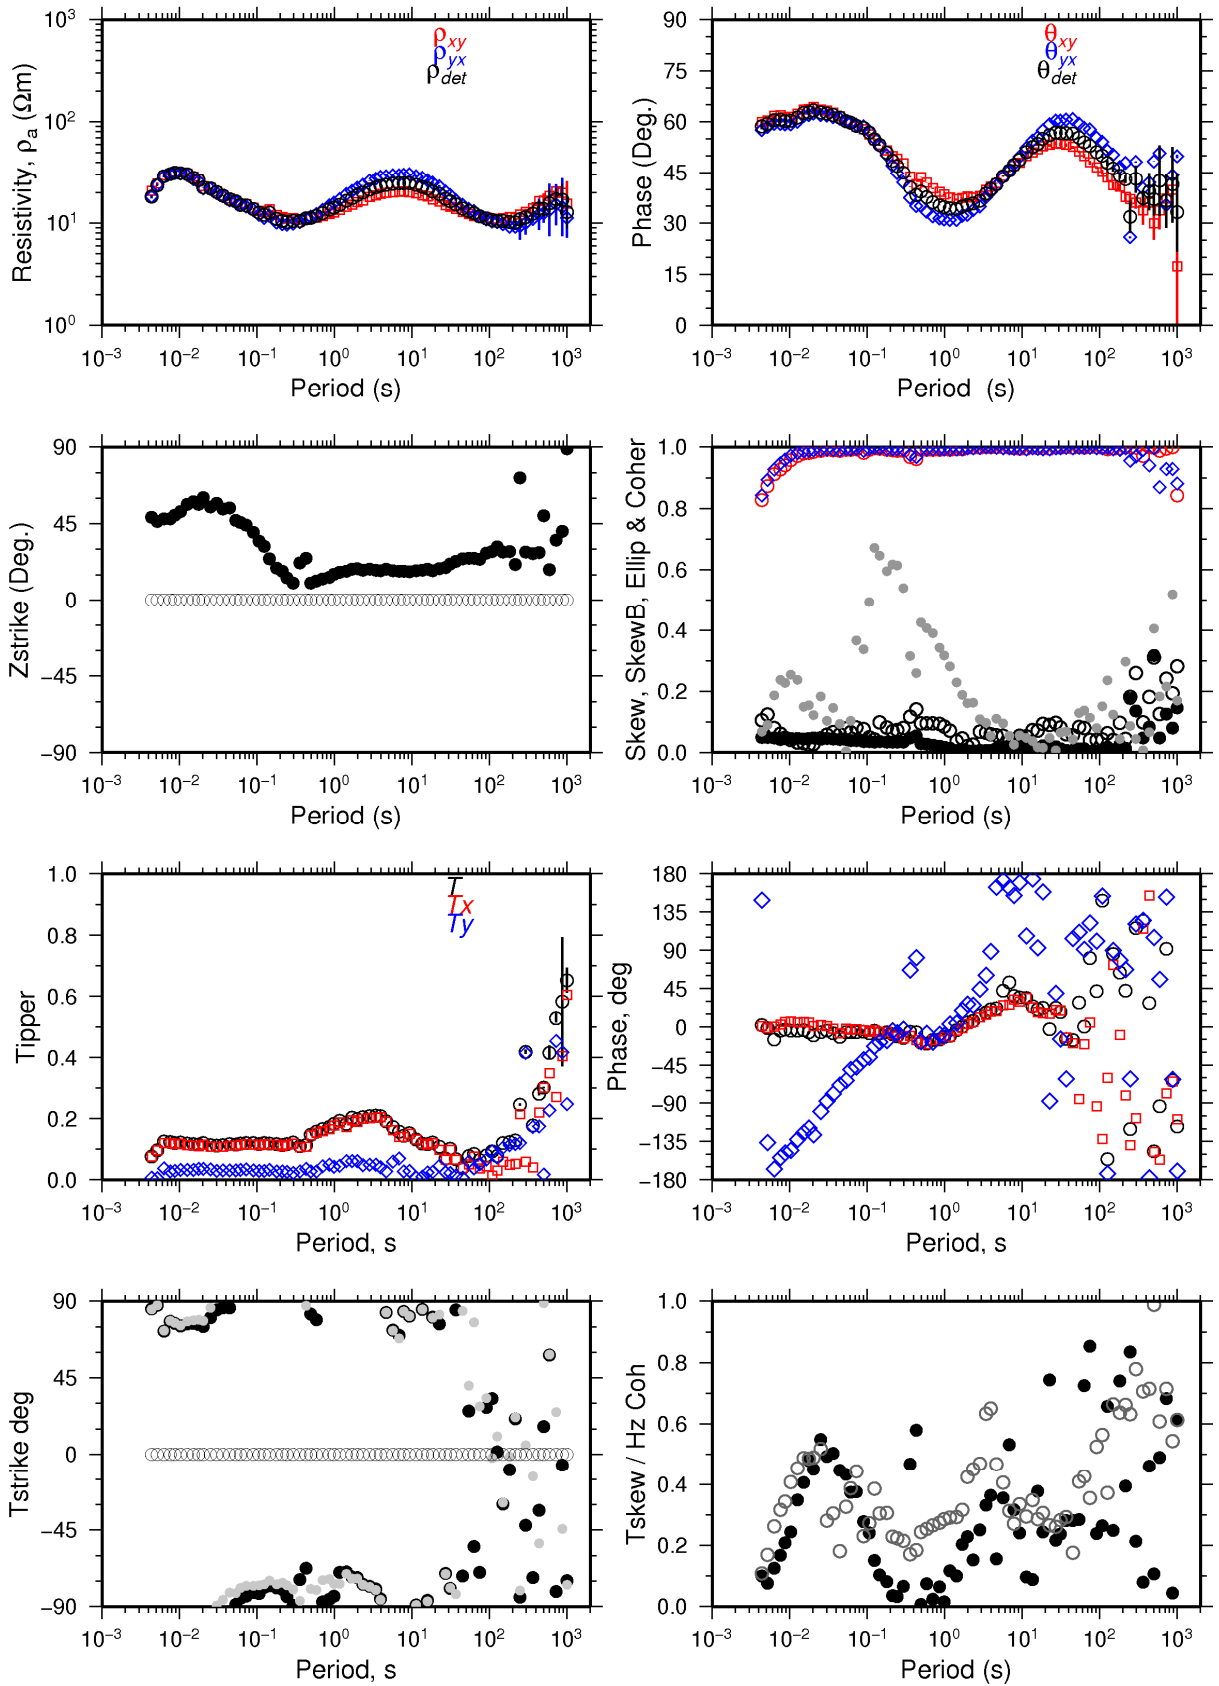 Resistivity, ρa (Ωm)
10³
10²
10¹
10⁰
ρxy
ρyx
ρdet
10⁻³ 10⁻² 10⁻¹ 10⁰ 10¹ 10² 10³
Period (s)
Phase (Deg.)
90
75
60
45
30
15
0
θxy
θyx
θdet
10⁻³ 10⁻² 10⁻¹ 10⁰ 10¹ 10² 10³
Period (s)
Zstrike (Deg.)
90
45
0
−45
−90
10⁻³ 10⁻² 10⁻¹ 10⁰ 10¹ 10² 10³
Period (s)
Skew, SkewB, Ellip & Coher
1.0
0.8
0.6
0.4
0.2
0.0
10⁻³ 10⁻² 10⁻¹ 10⁰ 10¹ 10² 10³
Period (s)
Tipper
1.0
0.8
0.6
0.4
0.2
0.0
T
Tx
Ty
10⁻³ 10⁻² 10⁻¹ 10⁰ 10¹ 10² 10³
Period, s
Phase, deg
180
135
90
45
0
−45
−90
−135
−180
10⁻³ 10⁻² 10⁻¹ 10⁰ 10¹ 10² 10³
Period, s
Tstrike deg
90
45
0
−45
−90
10⁻³ 10⁻² 10⁻¹ 10⁰ 10¹ 10² 10³
Period, s
Tskew / Hz Coh
1.0
0.8
0.6
0.4
0.2
0.0
10⁻³ 10⁻² 10⁻¹ 10⁰ 10¹ 10² 10³
Period (s)